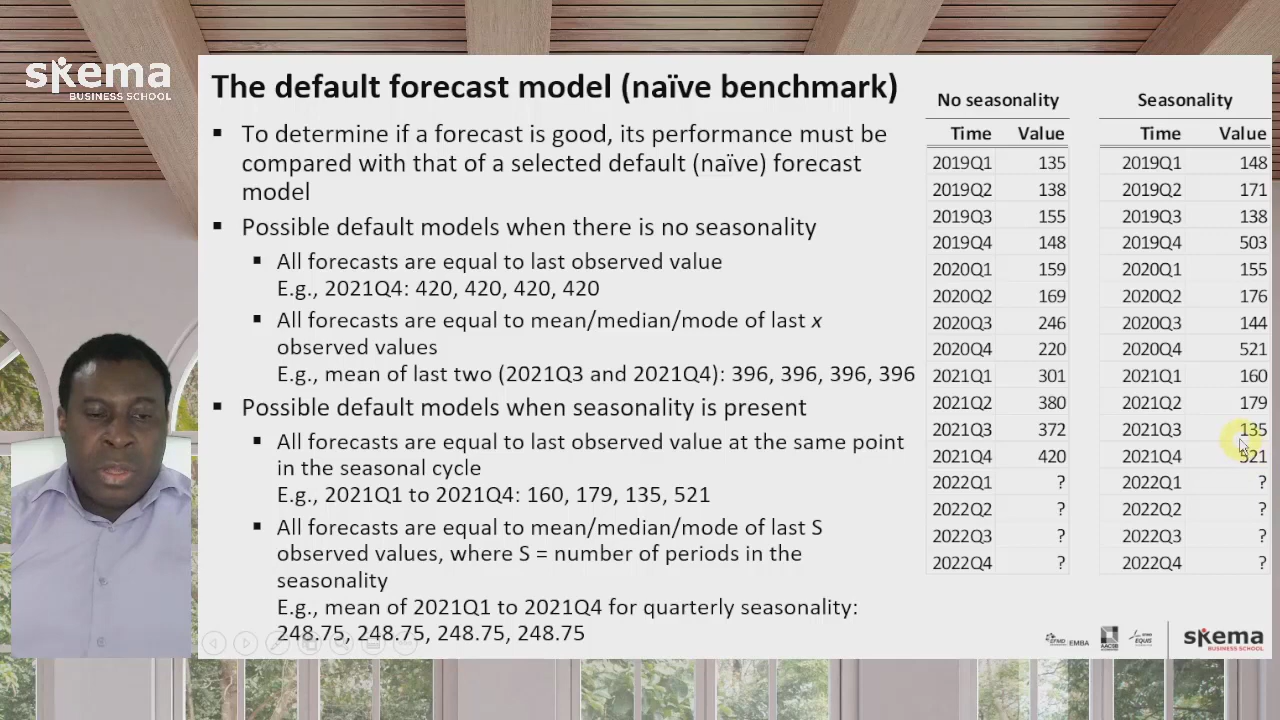 skema
BUSINESS SCHOOL
The default forecast model (naïve benchmark)
To determine if a forecast is good, its performance must be
compared with that of a selected default (naïve) forecast
model
Possible default models when there is no seasonality
All forecasts are equal to last observed value
E.g., 2021Q4: 420, 420, 420, 420
All forecasts are equal to mean/median/mode of last x
observed values
E.g., mean of last two (2021Q3 and 2021Q4): 396, 396, 396, 396
Possible default models when seasonality is present
All forecasts are equal to last observed value at the same point
in the seasonal cycle
E.g., 2021Q1 to 2021Q4: 160, 179, 135, 521
All forecasts are equal to mean/median/mode of last S
observed values, where S = number of periods in the
seasonality
E.g., mean of 2021Q1 to 2021Q4 for quarterly seasonality:
248.75, 248.75, 248.75, 248.75
No seasonality
Time Value
2019Q1 135
2019Q2 138
2019Q3 155
2019Q4 148
2020Q1 159
2020Q2 169
2020Q3 246
2020Q4 220
2021Q1 301
2021Q2 380
2021Q3 372
2021Q4 420
2022Q1 ?
2022Q2 ?
2022Q3 ?
2022Q4 ?
Seasonality
Time Value
2019Q1 148
2019Q2 171
2019Q3 138
2019Q4 503
2020Q1 155
2020Q2 176
2020Q3 144
2020Q4 521
2021Q1 160
2021Q2 179
2021Q3 135
2021Q4 521
2022Q1 ?
2022Q2 ?
2022Q3 ?
2022Q4 ?
EFMD EMBA
AACSB
EQUIS
skema
BUSINESS SCHOOL